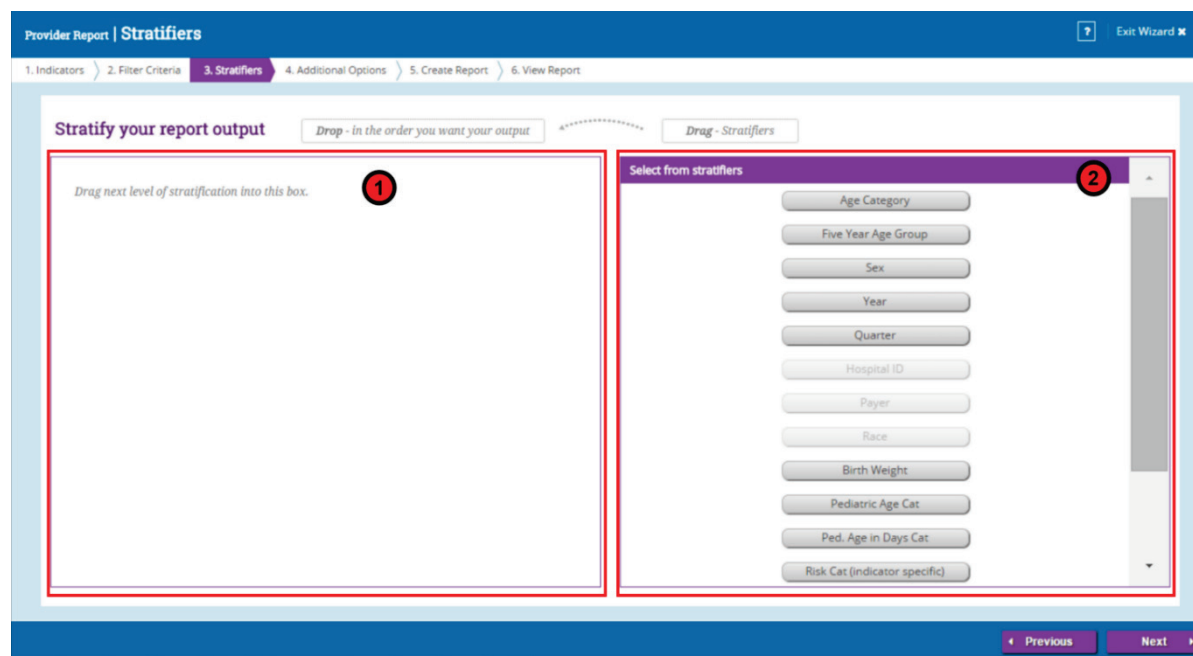 Provider Report | Stratifiers
? Exit Wizard ✖
1. Indicators 2. Filter Criteria 3. Stratifiers 4. Additional Options 5. Create Report 6. View Report
Stratify your report output
Drop - in the order you want your output
Drag - Stratifiers
Drag next level of stratification into this box.
1
Select from stratifiers
2
Age Category
Five Year Age Group
Sex
Year
Quarter
Hospital ID
Payer
Race
Birth Weight
Pediatric Age Cat
Ped. Age in Days Cat
Risk Cat (indicator specific)
Previous
Next